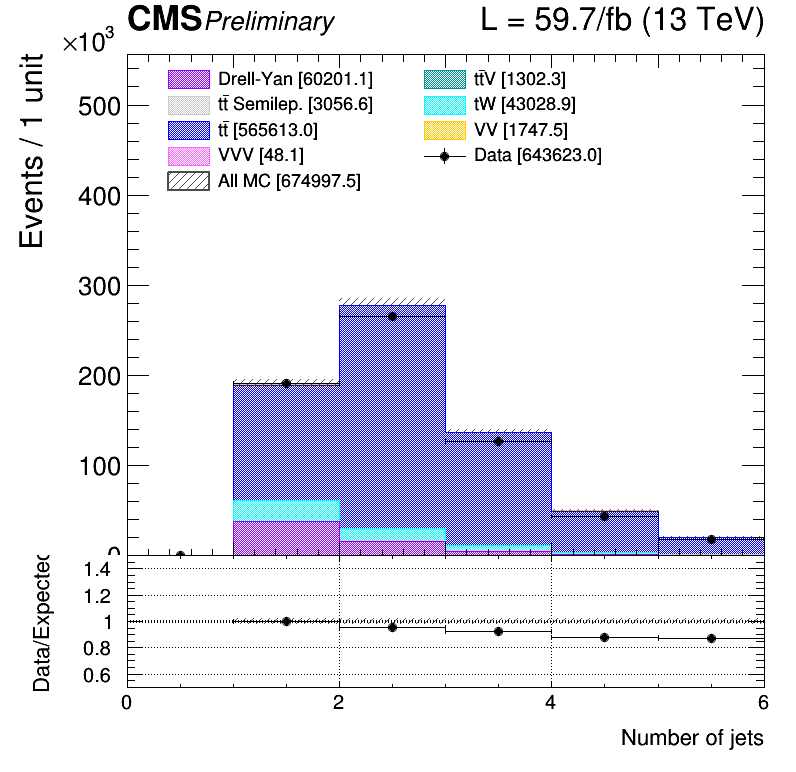 CMS Preliminary L = 59.7/fb (13 TeV)
×10³
Events / 1 unit
Drell-Yan [60201.1]
tt̄V [1302.3]
tt̄ Semilep. [3056.6]
tW [43028.9]
tt̄ [565613.0]
VV [1747.5]
VVV [48.1]
Data [643623.0]
All MC [674997.5]
500
400
300
200
100
0
Data/Expected
1.4
1.2
1
0.8
0.6
0 2 4 6
Number of jets